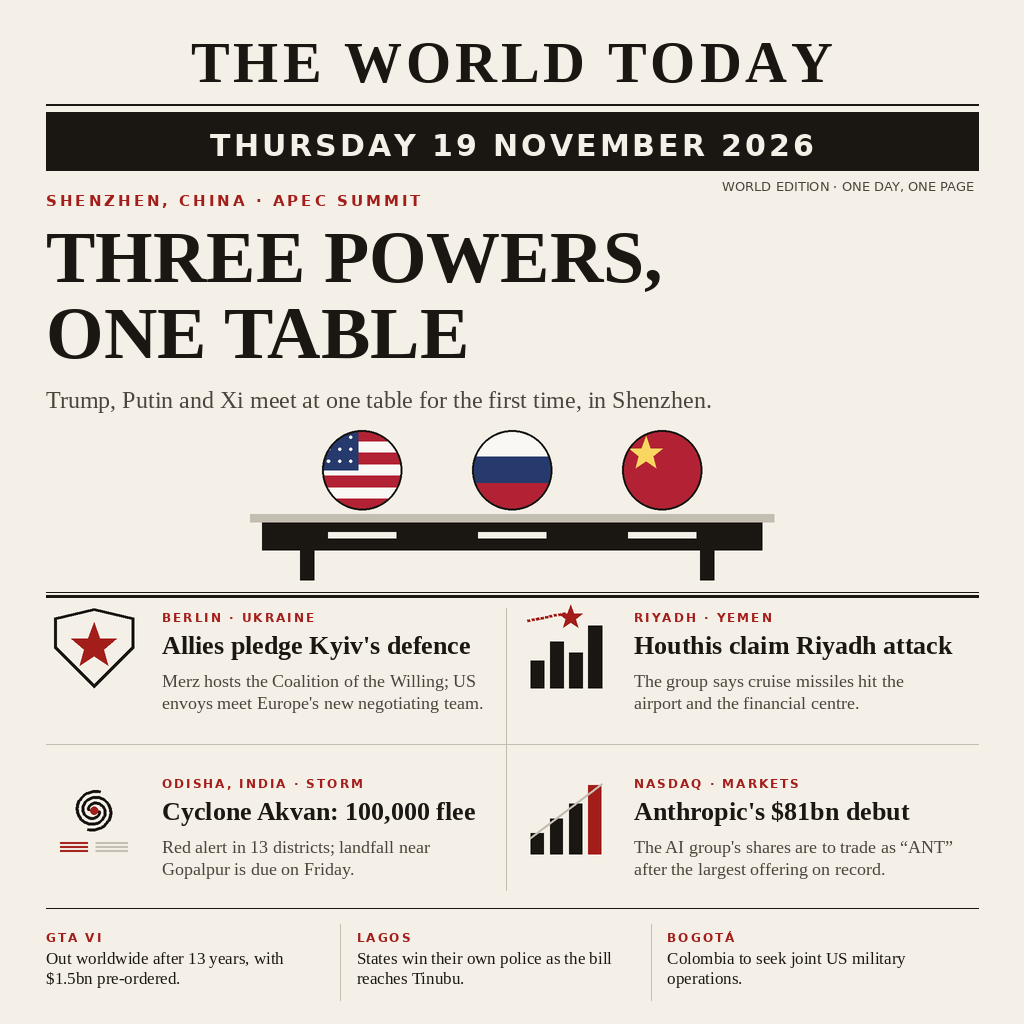 THE WORLD TODAY
THURSDAY 19 NOVEMBER 2026
WORLD EDITION · ONE DAY, ONE PAGE
SHENZHEN, CHINA · APEC SUMMIT
THREE POWERS,
ONE TABLE
Trump, Putin and Xi meet at one table for the first time, in Shenzhen.
BERLIN · UKRAINE
Allies pledge Kyiv's defence
Merz hosts the Coalition of the Willing; US
envoys meet Europe's new negotiating team.
RIYADH · YEMEN
Houthis claim Riyadh attack
The group says cruise missiles hit the
airport and the financial centre.
ODISHA, INDIA · STORM
Cyclone Akvan: 100,000 flee
Red alert in 13 districts; landfall near
Gopalpur is due on Friday.
NASDAQ · MARKETS
Anthropic's $81bn debut
The AI group's shares are to trade as “ANT”
after the largest offering on record.
GTA VI
Out worldwide after 13 years, with
$1.5bn pre-ordered.
LAGOS
States win their own police as the bill
reaches Tinubu.
BOGOTÁ
Colombia to seek joint US military
operations.